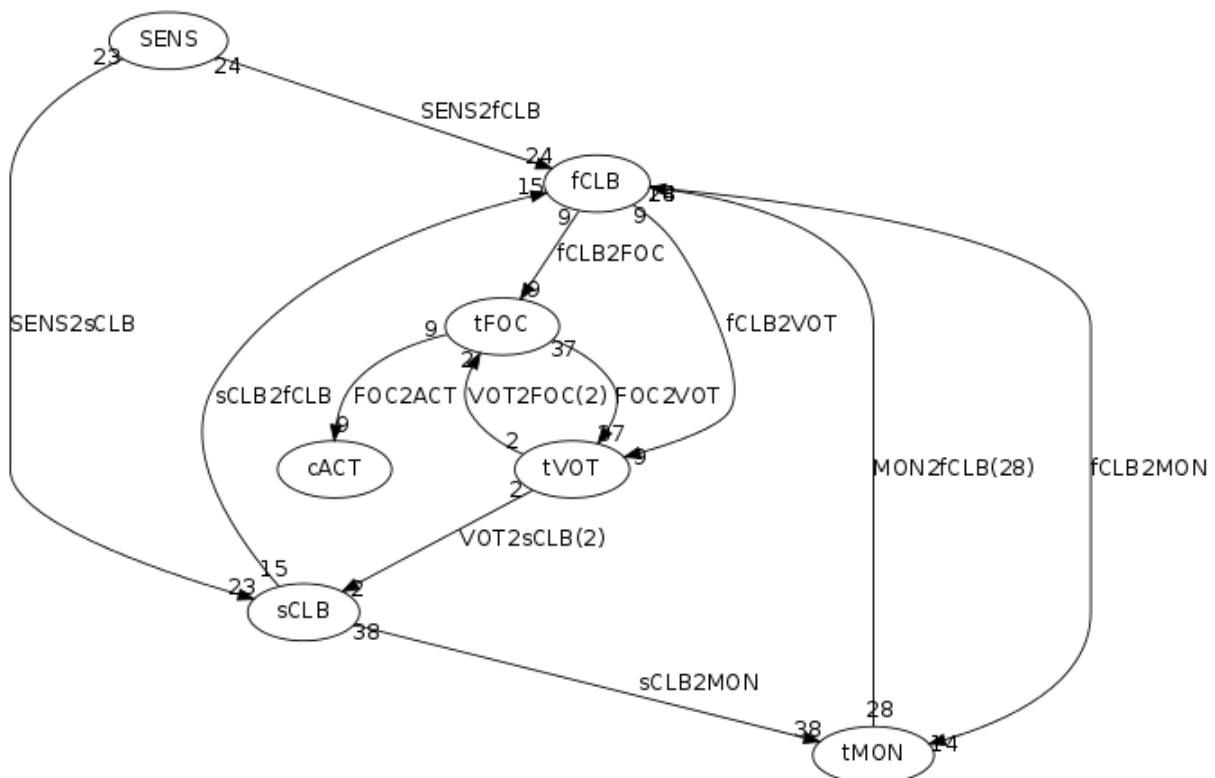 SENS
23
24
SENS2fCLB
24
fCLB
15
9
9
fCLB2FOC
9
tFOC
9
37
2
SENS2sCLB
fCLB2VOT
sCLB2fCLB
FOC2ACT
VOT2FOC(2)
FOC2VOT
9
37
2
9
cACT
tVOT
MON2fCLB(28)
fCLB2MON
2
VOT2sCLB(2)
15
23
2
sCLB
38
sCLB2MON
28
38
14
tMON